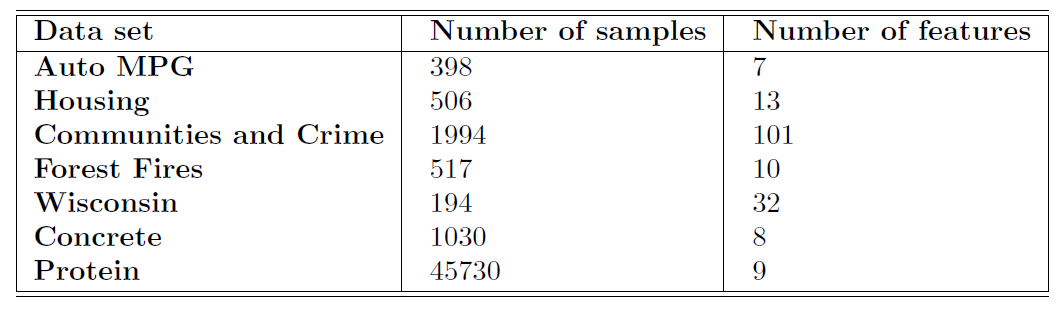 Data set Number of samples Number of features
Auto MPG 398 7
Housing 506 13
Communities and Crime 1994 101
Forest Fires 517 10
Wisconsin 194 32
Concrete 1030 8
Protein 45730 9